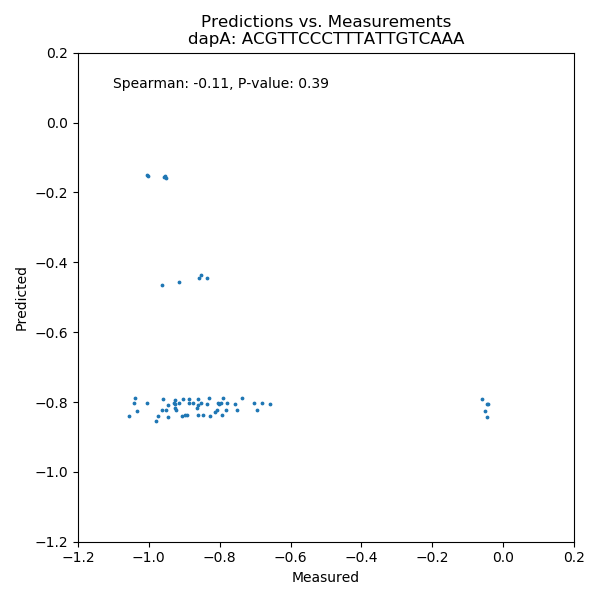 Predictions vs. Measurements
dapA: ACGTTCCCTTTATTGTCAAA
Spearman: -0.11, P-value: 0.39
0.2
0.0
−0.2
−0.4
−0.6
−0.8
−1.0
−1.2
Predicted
−1.2 −1.0 −0.8 −0.6 −0.4 −0.2 0.0 0.2
Measured